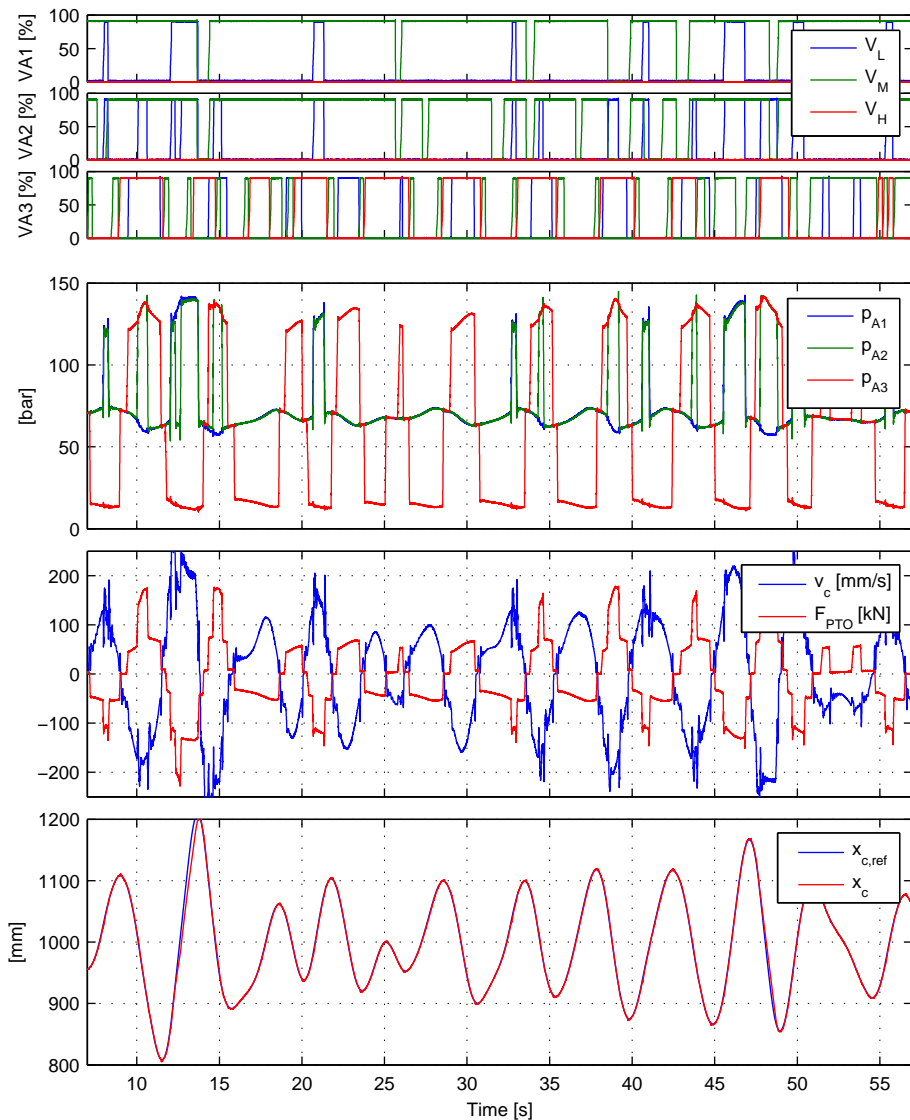 VA1 [%]
100
50
0
V_L
V_M
V_H
VA2 [%]
100
50
0
VA3 [%]
100
50
0
[bar]
150
100
50
0
p_A1
p_A2
p_A3
200
100
0
−100
−200
v_c [mm/s]
F_PTO [kN]
[mm]
1200
1100
1000
900
800
x_c,ref
x_c
10 15 20 25 30 35 40 45 50 55
Time [s]